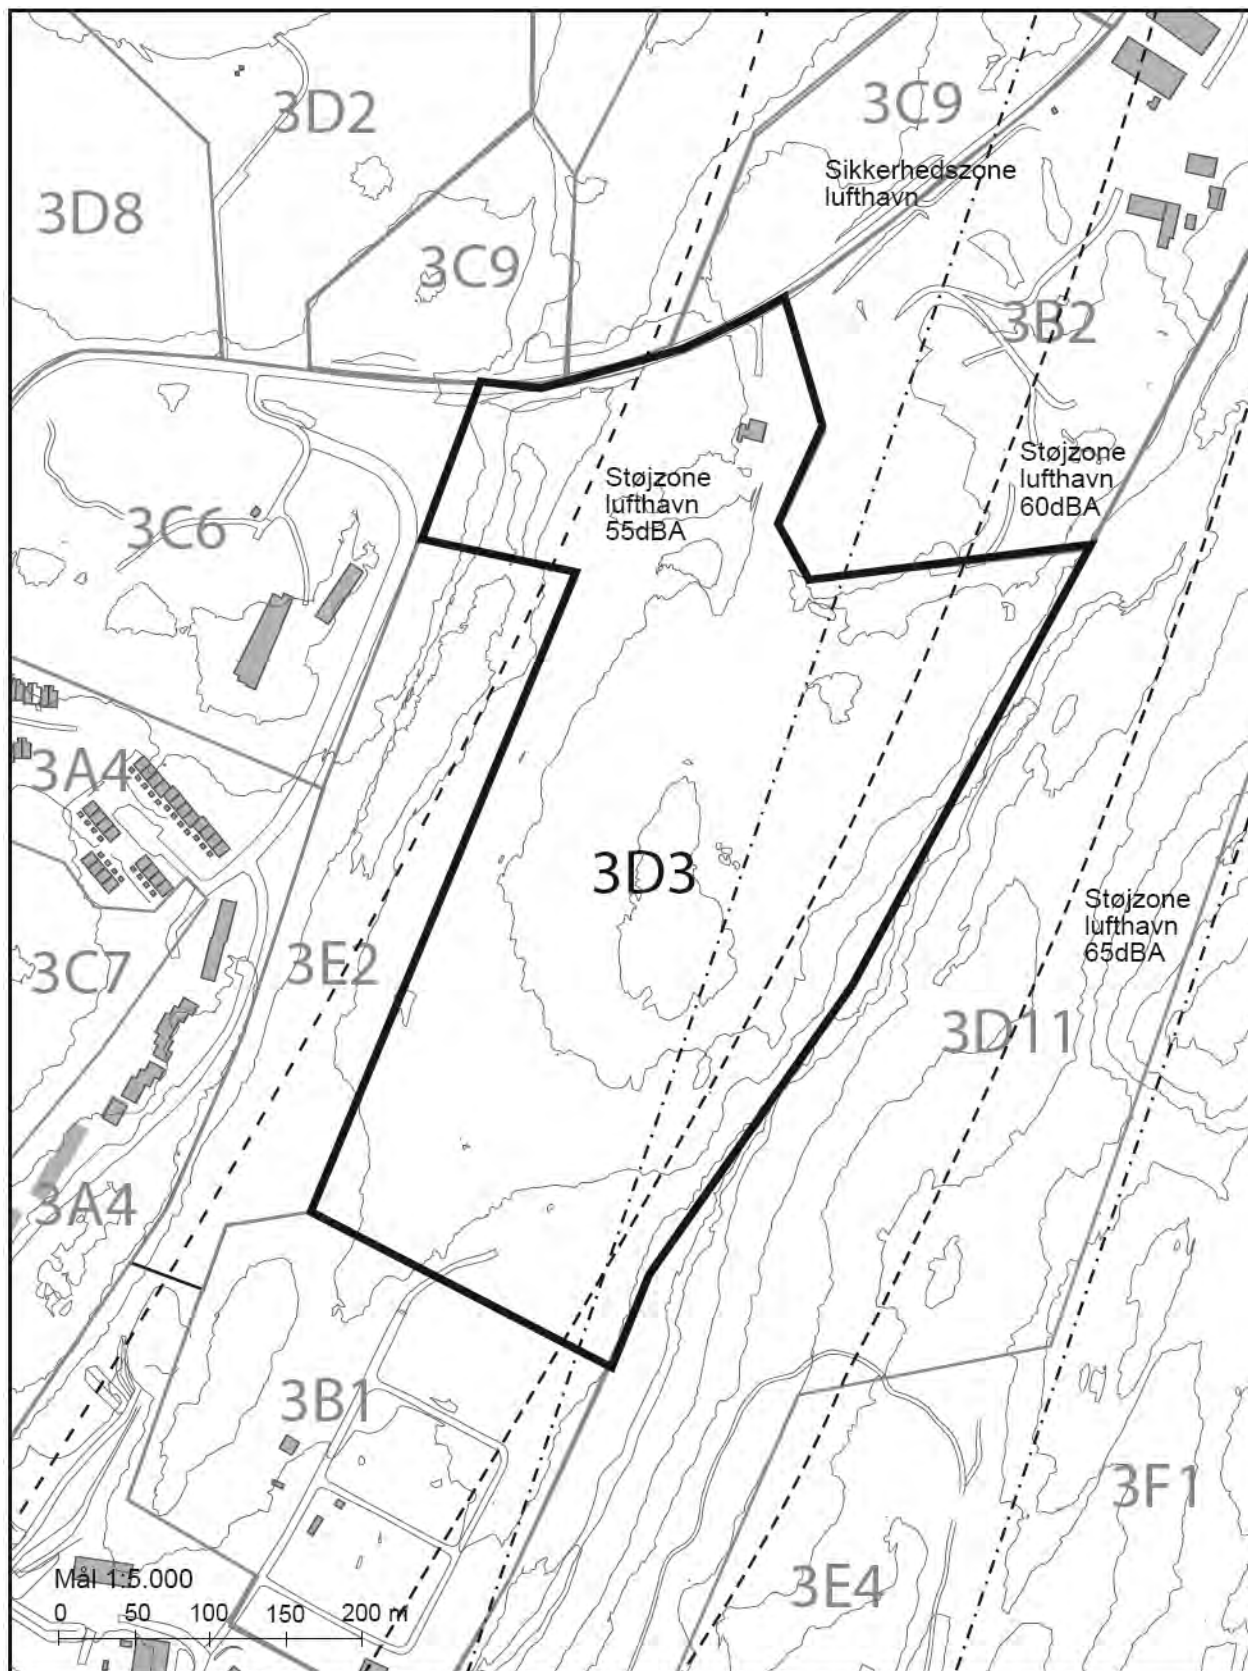 3D2
3C9
Sikkerhedszone
lufthavn
3D8
3C9
3B2
Støjzone
lufthavn
60dBA
Støjzone
lufthavn
55dBA
3C6
3A4
3D3
Støjzone
lufthavn
65dBA
3C7
3E2
3D11
3A4
3B1
3F1
3E4
Mål 1:5.000
0 50 100 150 200 m